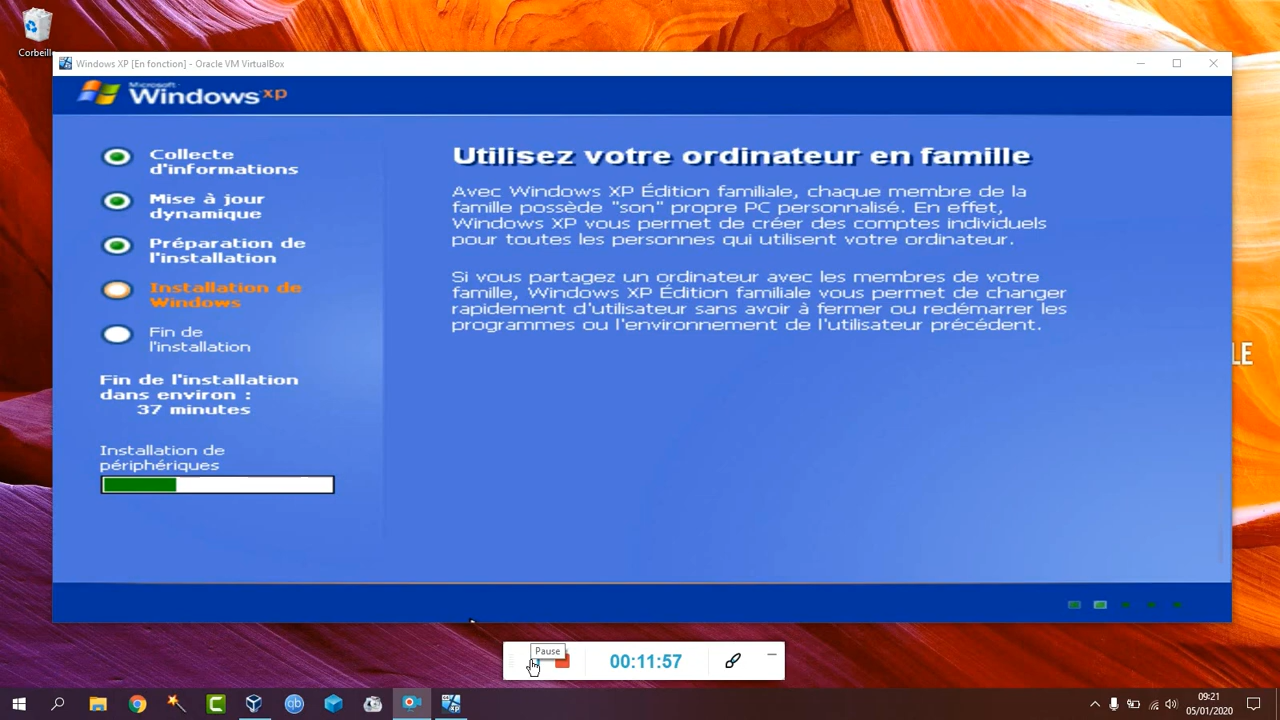 Corbeille
Windows XP [En fonction] - Oracle VM VirtualBox
Microsoft
Windows xp
Collecte
d'informations
Mise à jour
dynamique
Préparation de
l'installation
Installation de
Windows
Fin de
l'installation
Fin de l'installation
dans environ :
37 minutes
Installation de
périphériques
Utilisez votre ordinateur en famille
Avec Windows XP Édition familiale, chaque membre de la
famille possède "son" propre PC personnalisé. En effet,
Windows XP vous permet de créer des comptes individuels
pour toutes les personnes qui utilisent votre ordinateur.
Si vous partagez un ordinateur avec les membres de votre
famille, Windows XP Édition familiale vous permet de changer
rapidement d'utilisateur sans avoir à fermer ou redémarrer les
programmes ou l'environnement de l'utilisateur précédent.
LE
Pause
00:11:57
09:21
05/01/2020